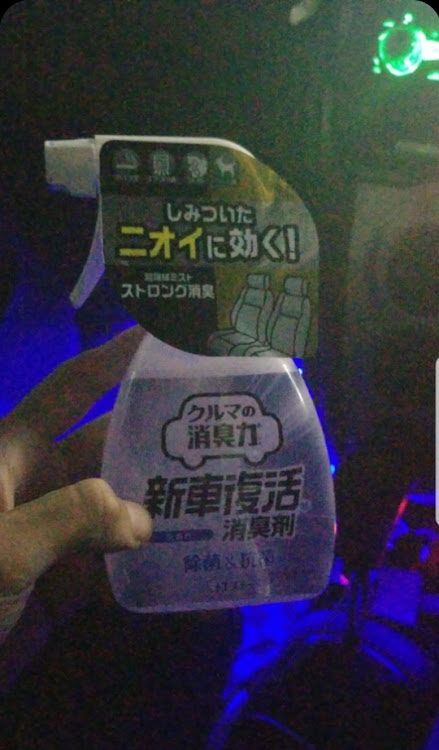 しみついた
ニオイに効く!
ストロング消臭
クルマの
消臭力
新車復活
消臭剤
除菌&抗菌